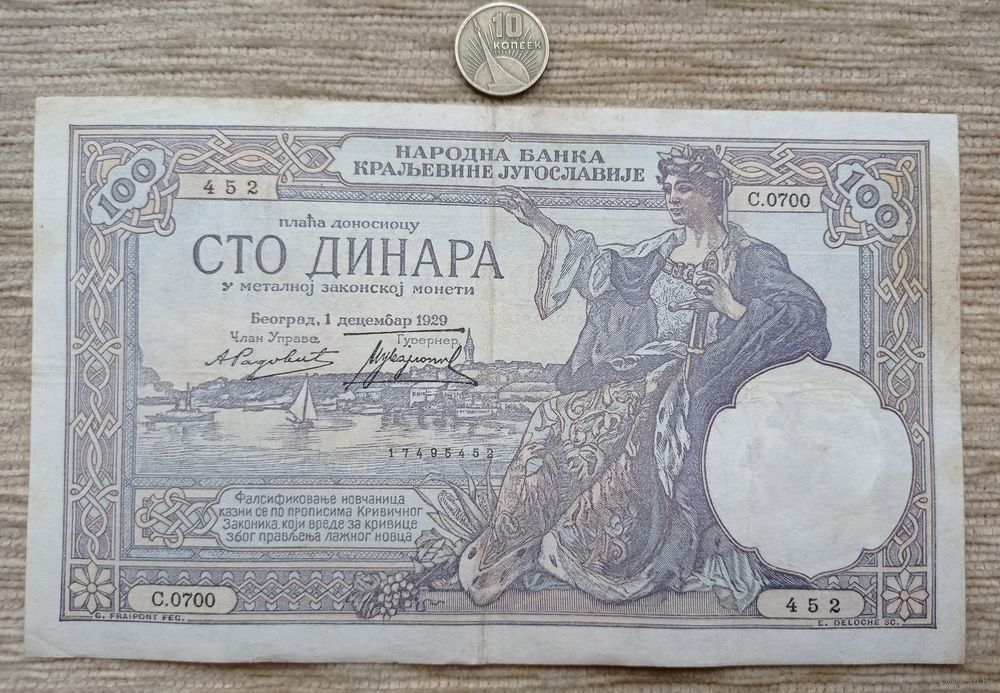 10
КОПЕЕК
НАРОДНА БАНКА
КРАЉЕВИНЕ ЈУГОСЛАВИЈЕ
100
452
C.0700
100
плаћа доносиоцу
СТО ДИНАРА
у металној законској монети
Београд, 1 децембар 1929
Члан Управе,
Гувернер,
А Радовић
17495452
Фалсификовање новчаница
казни се по прописима Кривичног
Законика, који вреде за кривице
због прављења лажног новца
C.0700
452
G. FRAIPONT FEC.
E. DELOCHE SC.